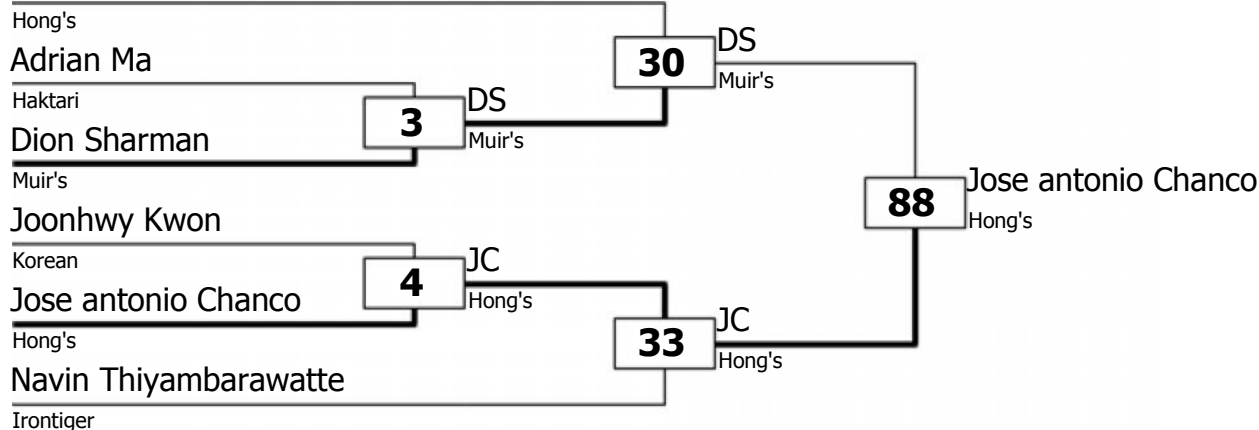 Hong's
Adrian Ma
Haktari
Dion Sharman
Muir's
Joonhwy Kwon
Korean
Jose antonio Chanco
Hong's
Navin Thiyambarawatte
Irontiger
3
DS
Muir's
4
JC
Hong's
30
DS
Muir's
33
JC
Hong's
88
Jose antonio Chanco
Hong's